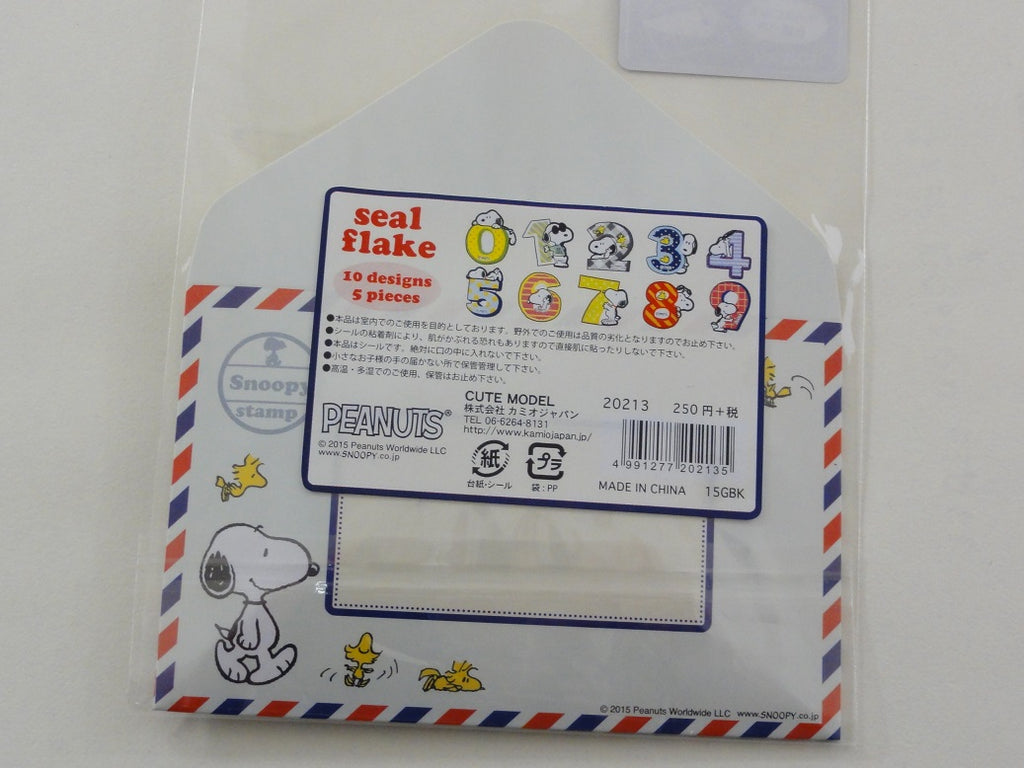 seal
flake
10 designs
5 pieces
0 1 2 3 4
5 6 7 8 9
●本品は室内でのご使用を目的としております。野外でのご使用は品質の劣化となりますのでお止め下さい。
●シールの粘着剤により、肌がかぶれる恐れもありますので直接肌に貼ったりしないで下さい。
●本品はシールです。絶対に口の中に入れないで下さい。
●小さなお子様の手の届かない所で保管管理して下さい。
●高温・多湿でのご使用、保管はお止め下さい。
PEANUTS®
© 2015 Peanuts Worldwide LLC
www.SNOOPY.co.jp
CUTE MODEL
株式会社 カミオジャパン
TEL 06-6264-8131
http://www.kamiojapan.jp/
紙
台紙・シール
プラ
袋：PP
20213 250円+税
4 991277 202135
MADE IN CHINA 15GBK
Snoopy
stamp
© 2015 Peanuts Worldwide LLC www.SNOOPY.co.jp